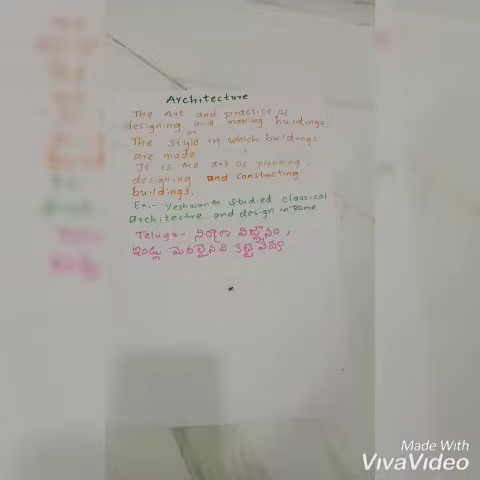 Architecture
The Art and practice of
designing and making buildings.
or
The style in which buildings
are made
It is the art of planning,
designing and constructing
buildings.
Ex:- Yeshwanth studied classical
architecture and design in Rome
Telugu- నిర్మాణ విజ్ఞానం,
ఇండ్లు మొదలైనవి కట్టే విద్య
Made With
VivaVideo